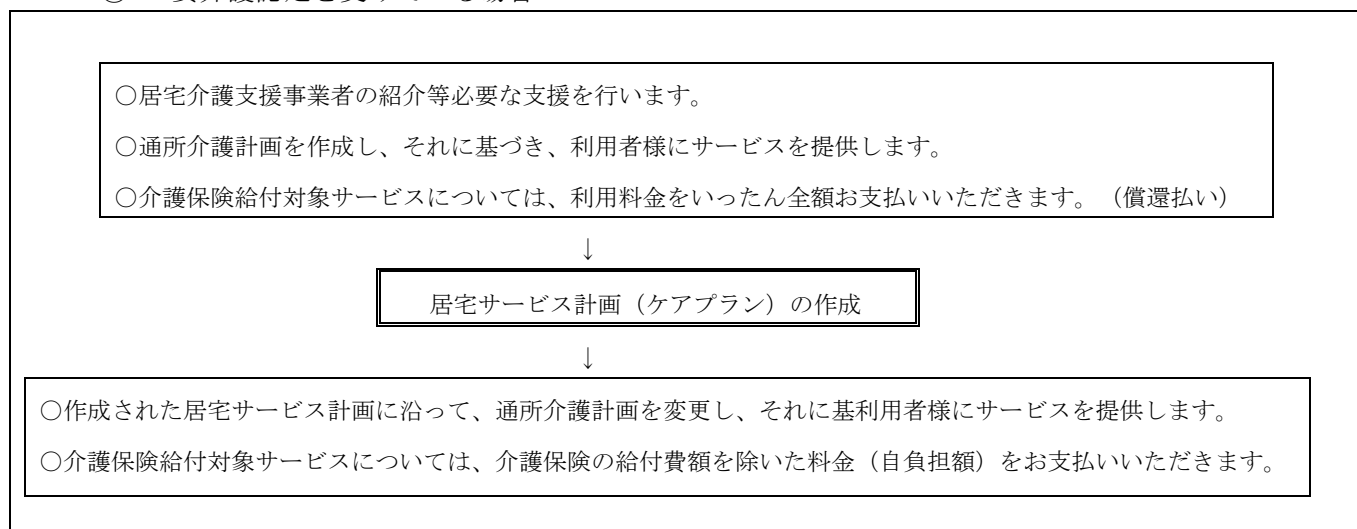 ○居宅介護支援事業者の紹介等必要な支援を行います。
○通所介護計画を作成し、それに基づき、利用者様にサービスを提供します。
○介護保険給付対象サービスについては、利用料金をいったん全額お支払いいただきます。（償還払い）
↓
居宅サービス計画（ケアプラン）の作成
↓
○作成された居宅サービス計画に沿って、通所介護計画を変更し、それに基利用者様にサービスを提供します。
○介護保険給付対象サービスについては、介護保険の給付費額を除いた料金（自負担額）をお支払いいただきます。